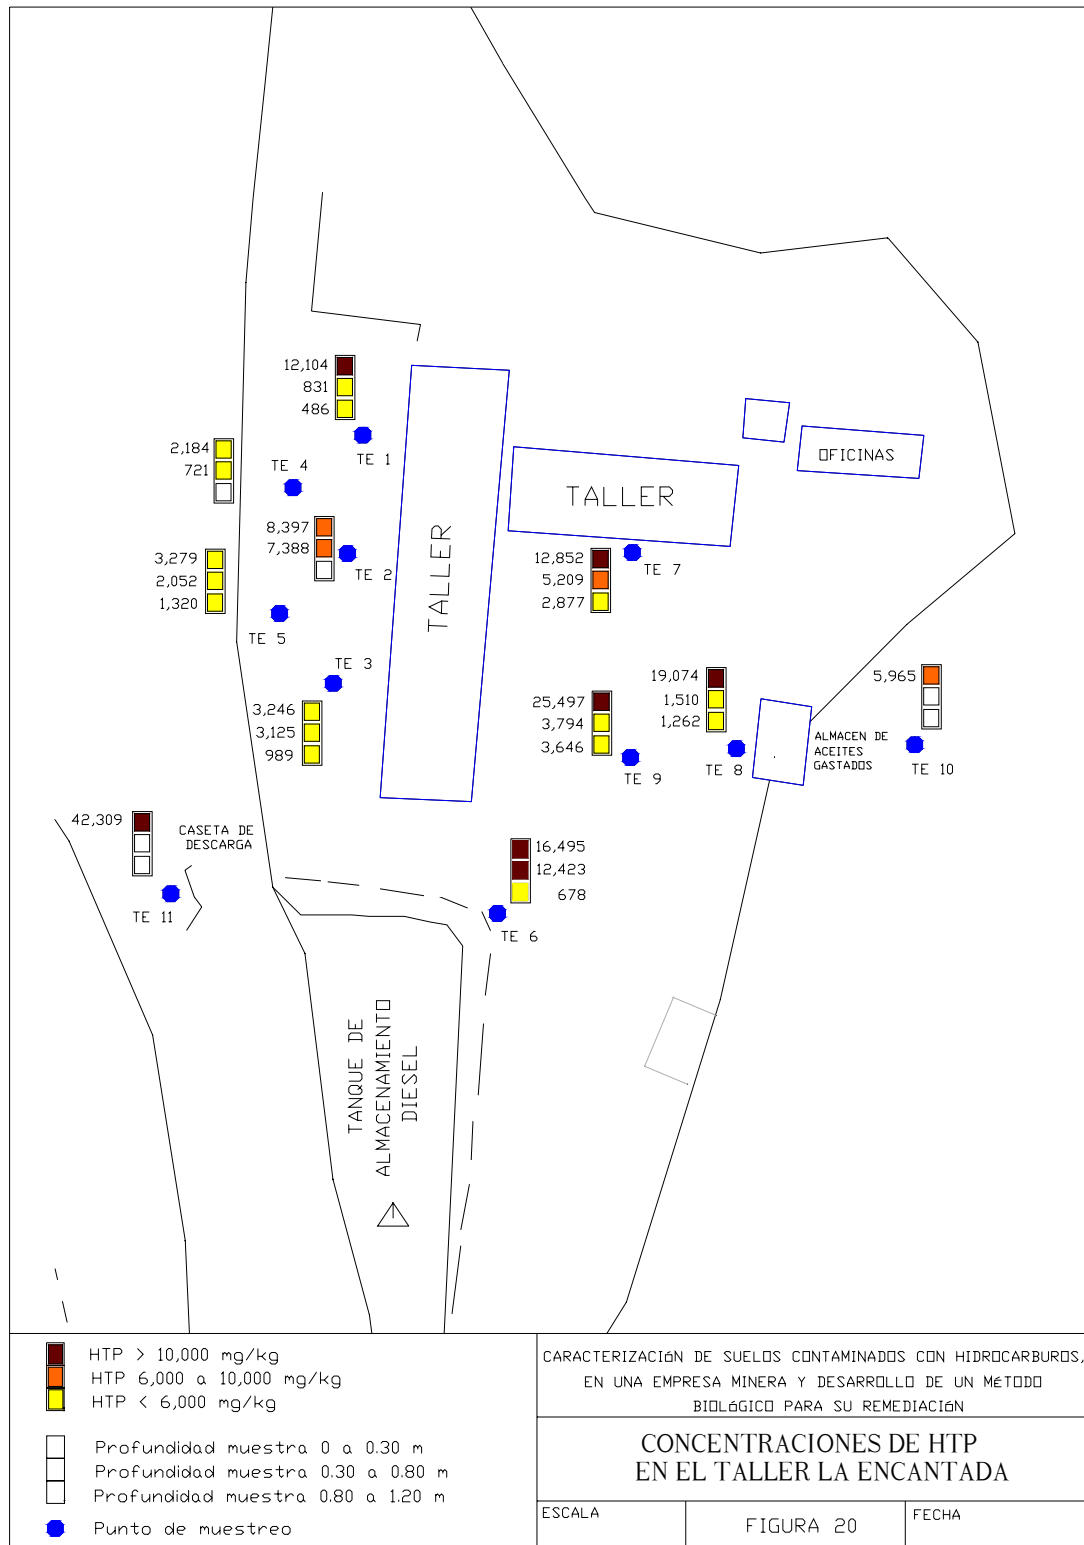 12,104
831
486
TE 1
2,184
721
TE 4
8,397
7,388
TE 2
3,279
2,052
1,320
TE 5
TE 3
3,246
3,125
989
TALLER
TALLER
OFICINAS
12,852
5,209
2,877
TE 7
19,074
1,510
1,262
TE 8
25,497
3,794
3,646
TE 9
5,965
TE 10
ALMACEN DE
ACEITES
GASTADOS
42,309
CASETA DE
DESCARGA
TE 11
16,495
12,423
678
TE 6
TANQUE DE
ALMACENAMIENTO
DIESEL
HTP > 10,000 mg/kg
HTP 6,000 a 10,000 mg/kg
HTP < 6,000 mg/kg
Profundidad muestra 0 a 0.30 m
Profundidad muestra 0.30 a 0.80 m
Profundidad muestra 0.80 a 1.20 m
Punto de muestreo
CARACTERIZACIóN DE SUELOS CONTAMINADOS CON HIDROCARBUROS,
EN UNA EMPRESA MINERA Y DESARROLLO DE UN MéTODO
BIOLóGICO PARA SU REMEDIACIóN
CONCENTRACIONES DE HTP
EN EL TALLER LA ENCANTADA
ESCALA
FIGURA 20
FECHA